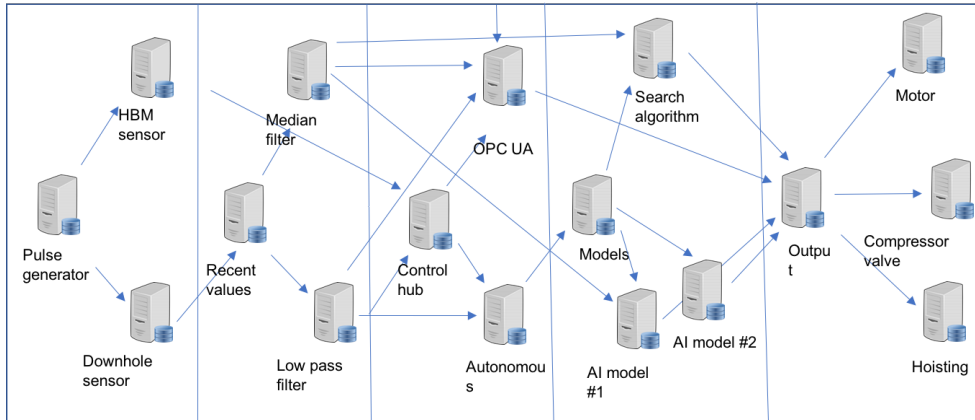 HBM
sensor
Pulse
generator
Downhole
sensor
Median
filter
Recent
values
Low pass
filter
OPC UA
Control
hub
Autonomou
s
Search
algorithm
Models
AI model
#1
AI model #2
Outpu
t
Motor
Compressor
valve
Hoisting